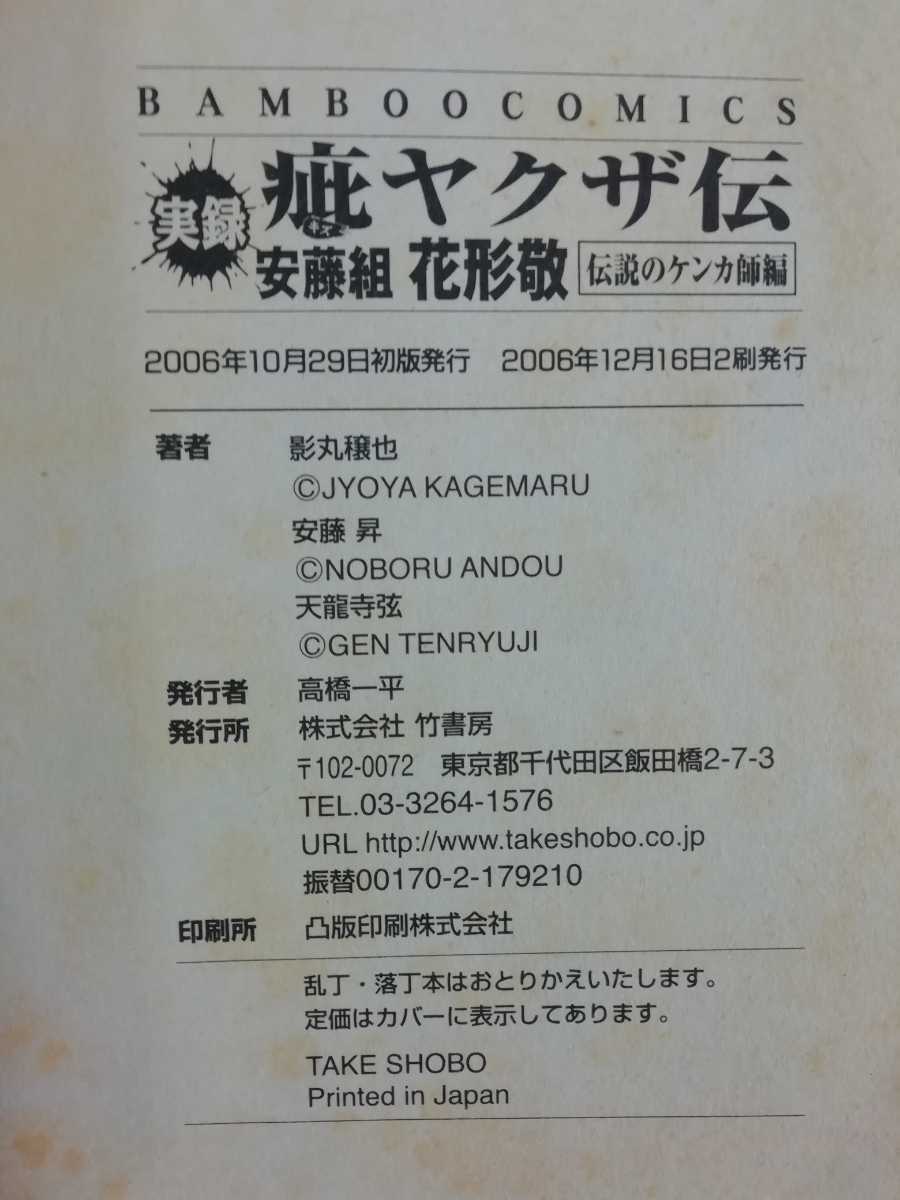 BAMBOO COMICS
実録 疵ヤクザ伝
キズ
安藤組 花形敬 伝説のケンカ師編
2006年10月29日初版発行 2006年12月16日2刷発行
著者 影丸穣也
©JYOYA KAGEMARU
安藤 昇
©NOBORU ANDOU
天龍寺弦
©GEN TENRYUJI
発行者 高橋一平
発行所 株式会社 竹書房
〒102-0072 東京都千代田区飯田橋2-7-3
TEL.03-3264-1576
URL http://www.takeshobo.co.jp
振替00170-2-179210
印刷所 凸版印刷株式会社
乱丁・落丁本はおとりかえいたします。
定価はカバーに表示してあります。
TAKE SHOBO
Printed in Japan